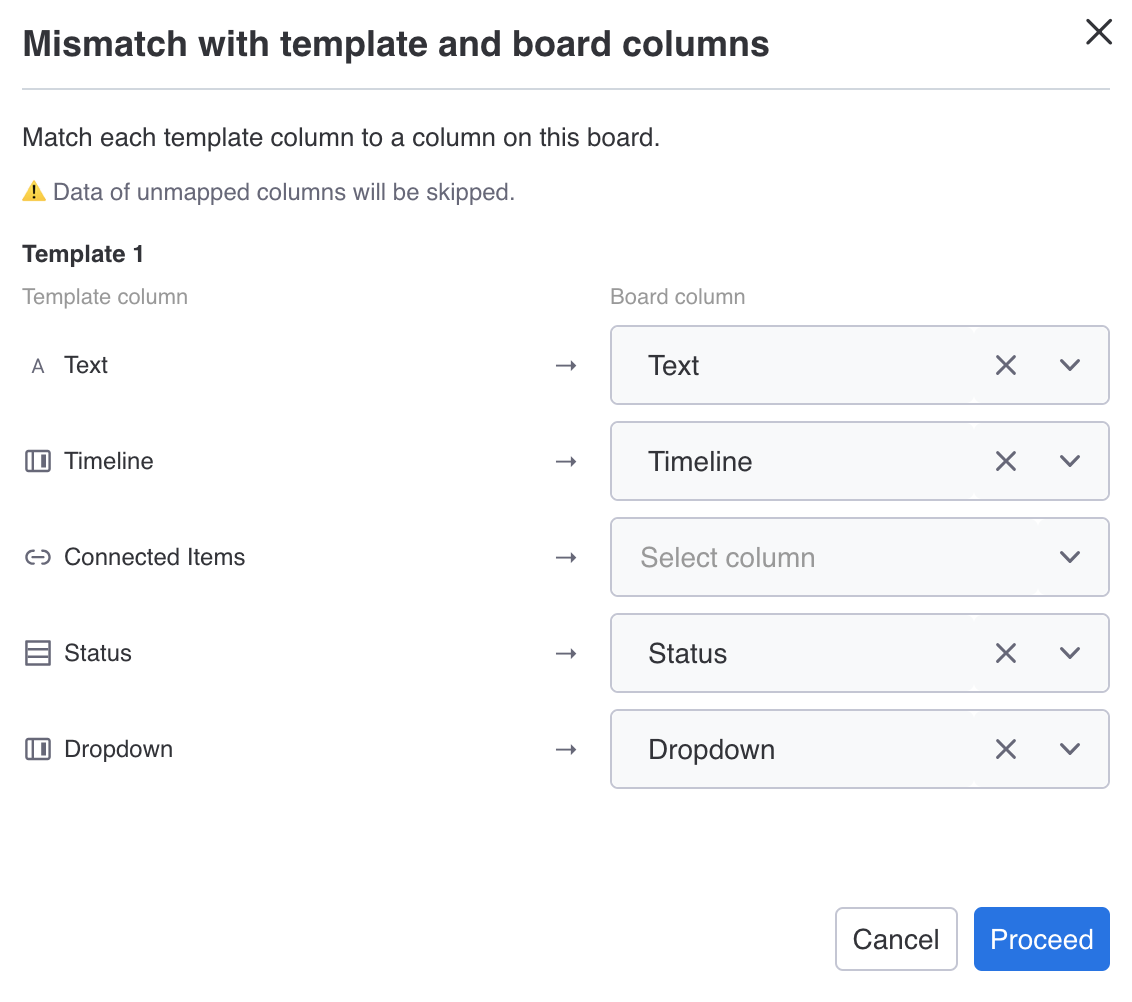 Mismatch with template and board columns
Match each template column to a column on this board.
⚠️ Data of unmapped columns will be skipped.
Template 1
Template column Board column
A Text → Text
Timeline → Timeline
Connected Items → Select column
Status → Status
Dropdown → Dropdown
Cancel Proceed